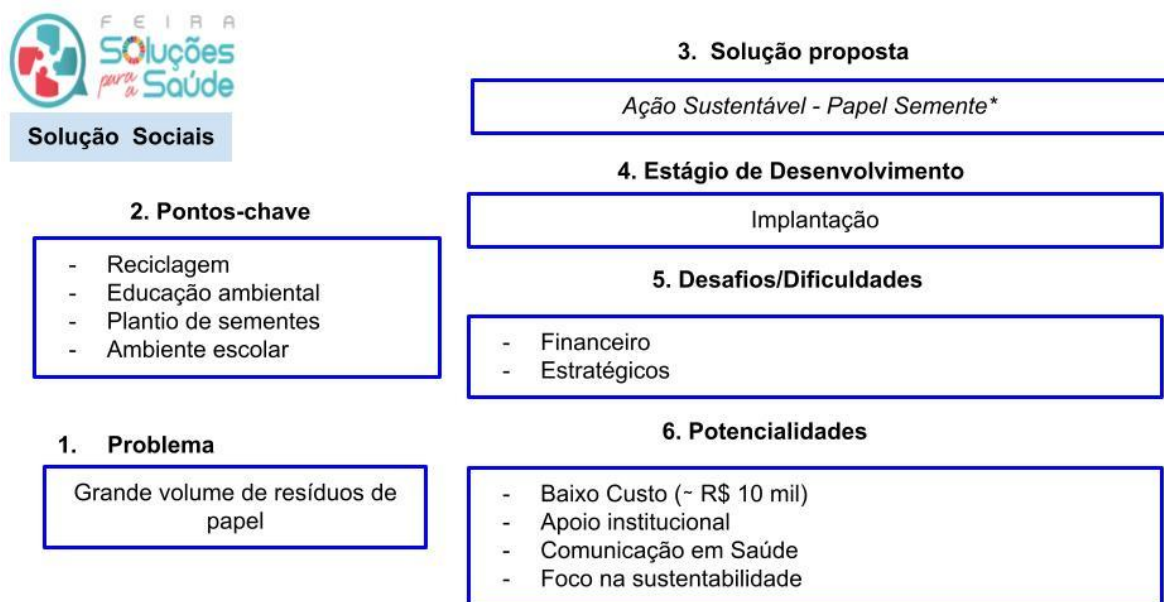 FEIRA
SOluções
para a
Saúde
Solução Sociais
2. Pontos-chave
- Reciclagem
- Educação ambiental
- Plantio de sementes
- Ambiente escolar
1. Problema
Grande volume de resíduos de
papel
3. Solução proposta
Ação Sustentável - Papel Semente*
4. Estágio de Desenvolvimento
Implantação
5. Desafios/Dificuldades
- Financeiro
- Estratégicos
6. Potencialidades
- Baixo Custo (~ R$ 10 mil)
- Apoio institucional
- Comunicação em Saúde
- Foco na sustentabilidade